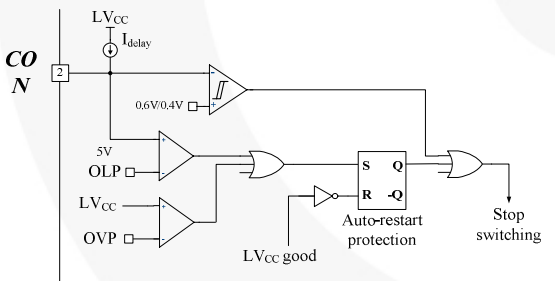 LVCC
Idelay
CO
N
2
-
+
0.6V/0.4V
5V
+
-
OLP
LVCC
+
-
OVP
S Q
R -Q
Auto-restart
protection
LVCC good
Stop
switching